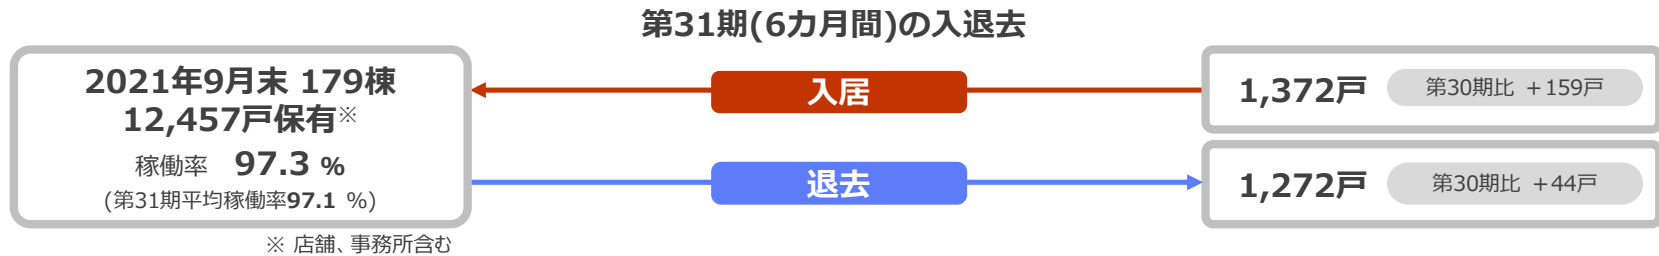 第31期(6カ月間)の入退去
2021年9月末 179棟
12,457戸保有※
稼働率 97.3 %
(第31期平均稼働率97.1 %)
※ 店舗、事務所含む
入居
1,372戸 第30期比 +159戸
退去
1,272戸 第30期比 +44戸